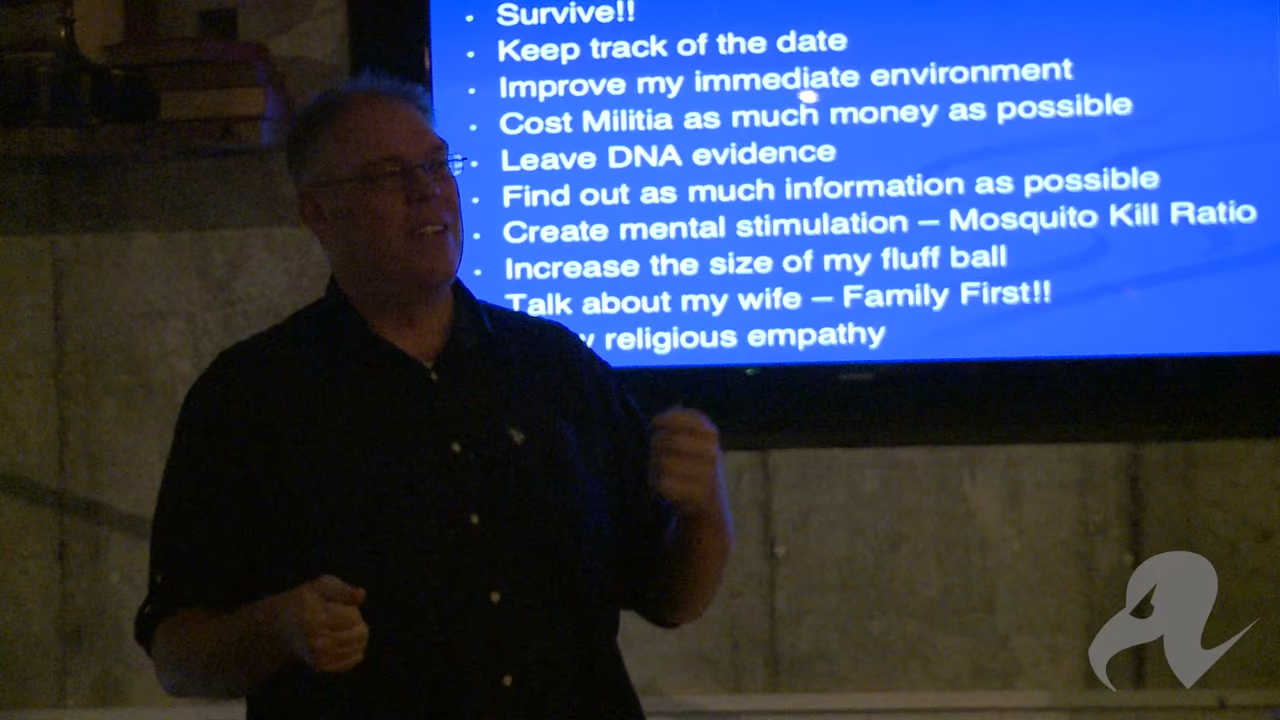 • Survive!!
• Keep track of the date
• Improve my immediate environment
• Cost Militia as much money as possible
• Leave DNA evidence
• Find out as much information as possible
• Create mental stimulation – Mosquito Kill Ratio
• Increase the size of my fluff ball
Talk about my wife – Family First!!
religious empathy